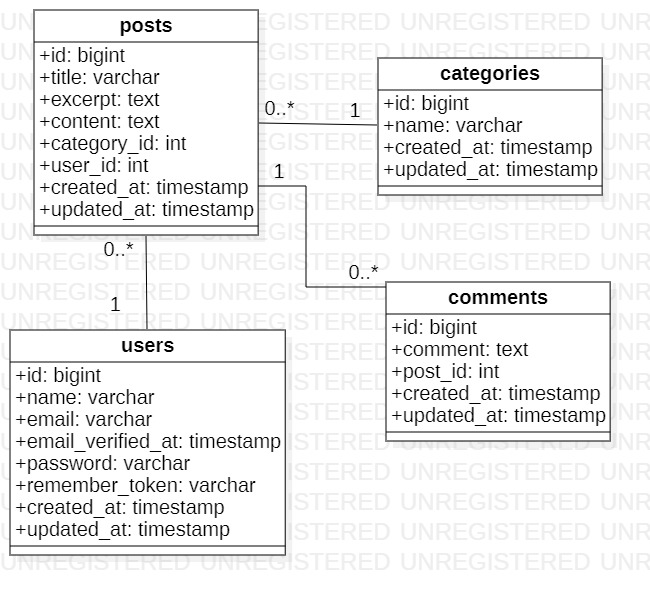 posts
+id: bigint
+title: varchar
+excerpt: text
+content: text
+category_id: int
+user_id: int
+created_at: timestamp
+updated_at: timestamp
categories
+id: bigint
+name: varchar
+created_at: timestamp
+updated_at: timestamp
0..*
1
1
0..*
0..*
1
comments
+id: bigint
+comment: text
+post_id: int
+created_at: timestamp
+updated_at: timestamp
users
+id: bigint
+name: varchar
+email: varchar
+email_verified_at: timestamp
+password: varchar
+remember_token: varchar
+created_at: timestamp
+updated_at: timestamp
UNREGISTERED UNREGISTERED UNREGISTERED